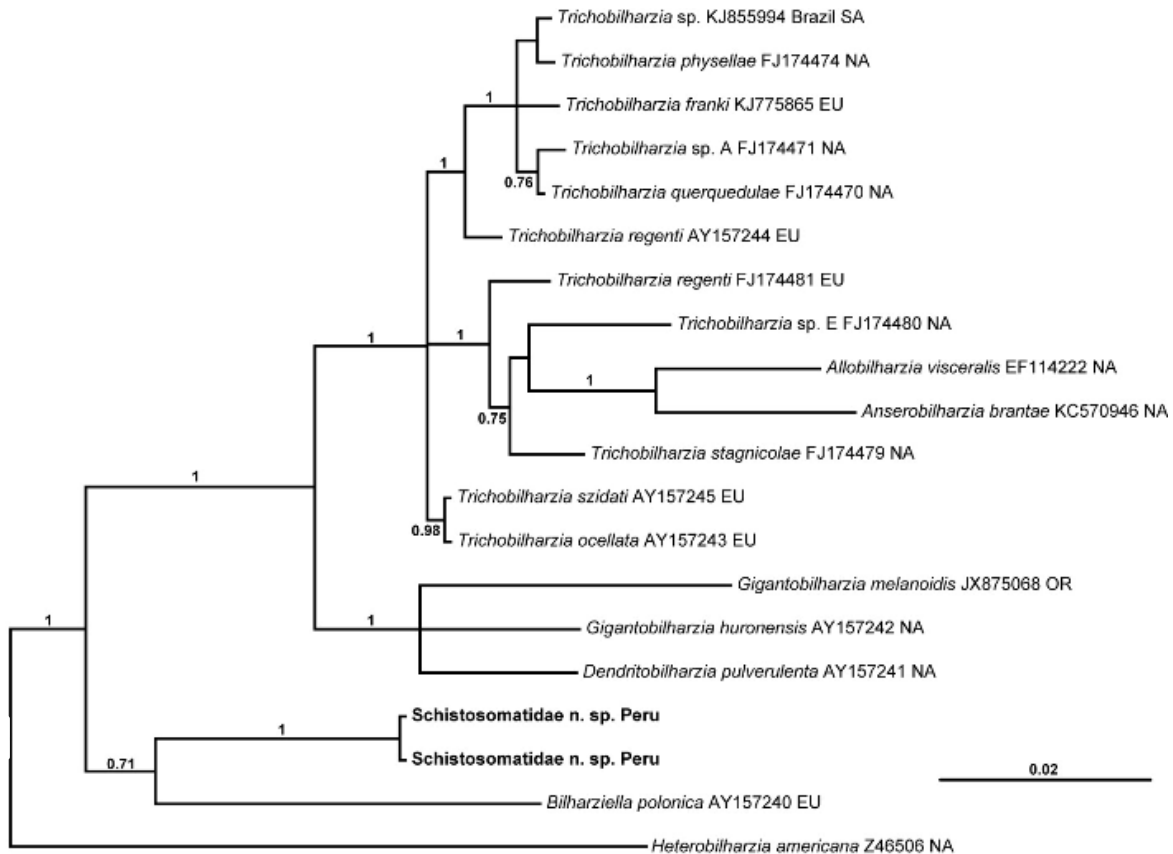 Trichobilharzia sp. KJ855994 Brazil SA
Trichobilharzia physellae FJ174474 NA
1
Trichobilharzia franki KJ775865 EU
Trichobilharzia sp. A FJ174471 NA
1
0.76
Trichobilharzia querquedulae FJ174470 NA
Trichobilharzia regenti AY157244 EU
Trichobilharzia regenti FJ174481 EU
Trichobilharzia sp. E FJ174480 NA
1
1
Allobilharzia visceralis EF114222 NA
1
Anserobilharzia brantae KC570946 NA
0.75
Trichobilharzia stagnicolae FJ174479 NA
1
Trichobilharzia szidati AY157245 EU
0.98
Trichobilharzia ocellata AY157243 EU
Gigantobilharzia melanoidis JX875068 OR
1
1
Gigantobilharzia huronensis AY157242 NA
Dendritobilharzia pulverulenta AY157241 NA
Schistosomatidae n. sp. Peru
1
Schistosomatidae n. sp. Peru
0.71
0.02
Bilharziella polonica AY157240 EU
Heterobilharzia americana Z46506 NA